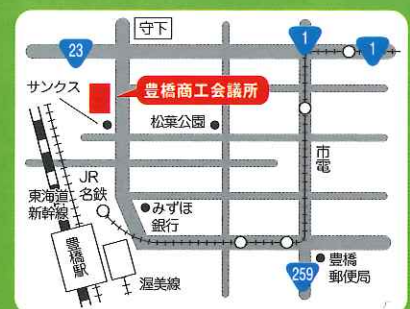 守下
23
1
1
サンクス
豊橋商工会議所
松葉公園
市電
JR
名鉄
東海道
新幹線
みずほ
銀行
豊橋駅
渥美線
259
豊橋
郵便局